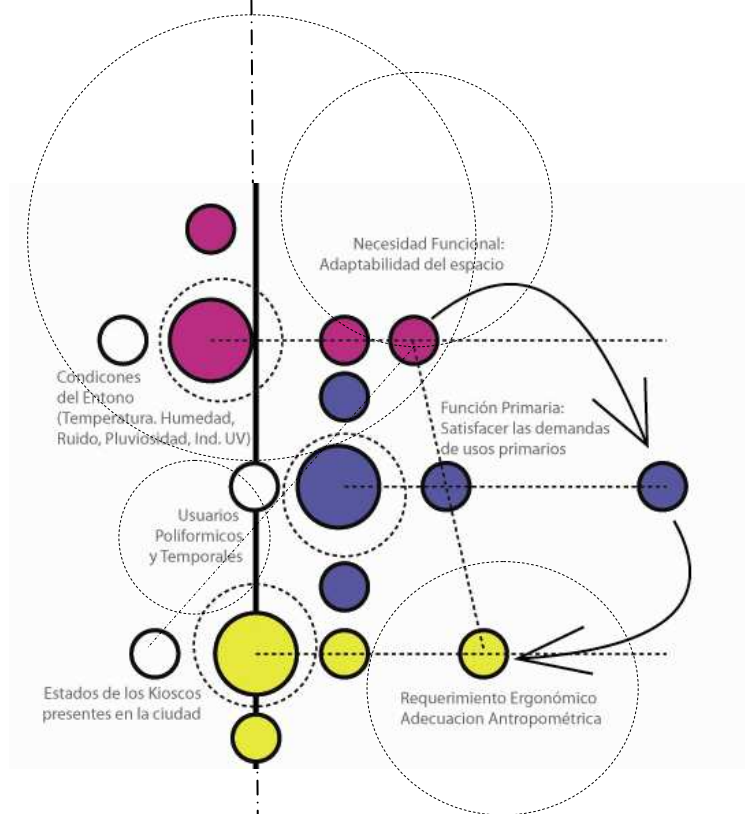 Necesidad Funcional:
Adaptabilidad del espacio
Condicones
del Entono
(Temperatura. Humedad,
Ruido, Pluviosidad, Ind. UV)
Función Primaria:
Satisfacer las demandas
de usos primarios
Usuarios
Poliformicos
y Temporales
Estados de los Kioscos
presentes en la ciudad
Requerimiento Ergonómico
Adecuacion Antropométrica